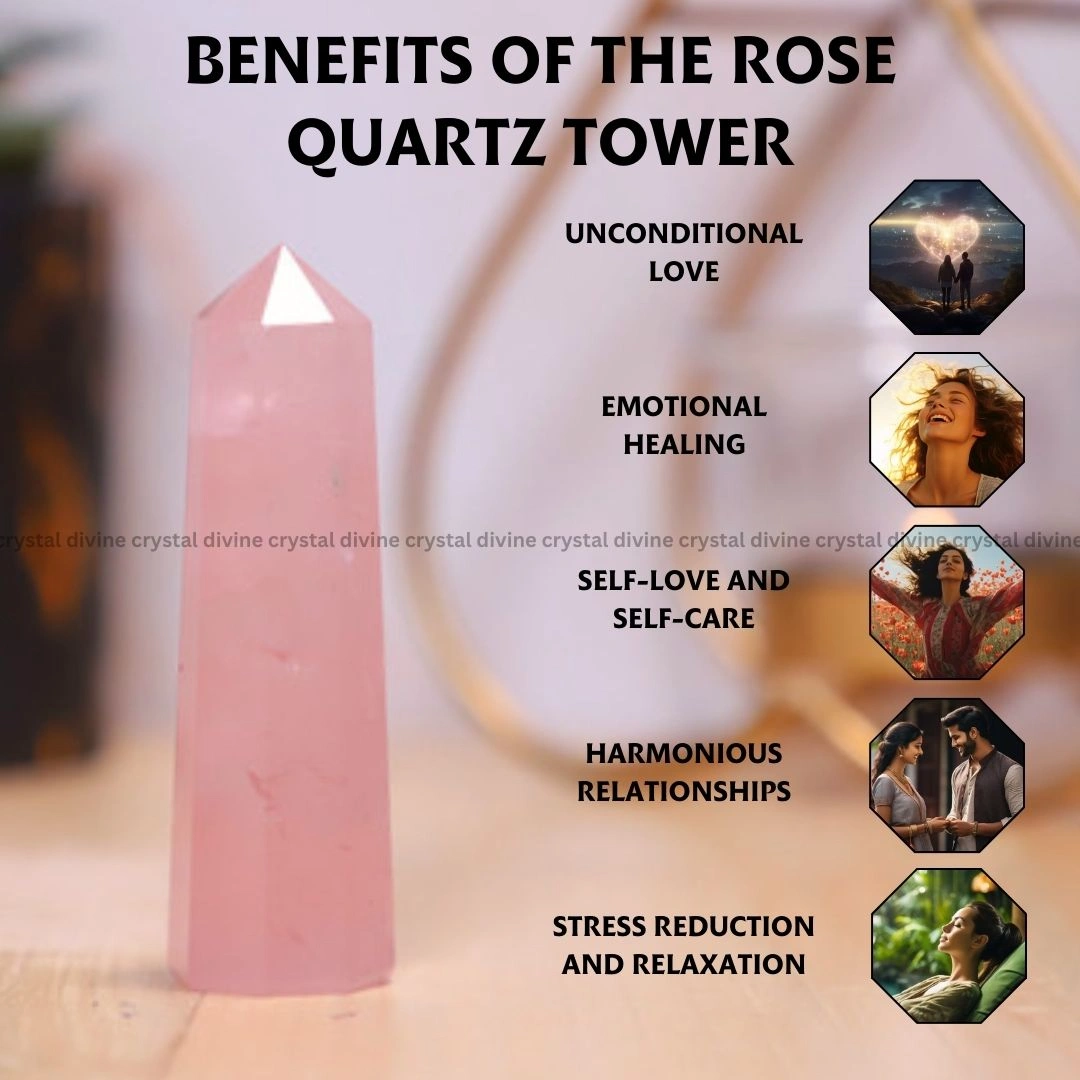 BENEFITS OF THE ROSE
QUARTZ TOWER
UNCONDITIONAL
LOVE
EMOTIONAL
HEALING
crystal divine crystal divine crystal divine crystal divine crystal divine crystal divine crystal divine crystal divine
SELF-LOVE AND
SELF-CARE
HARMONIOUS
RELATIONSHIPS
STRESS REDUCTION
AND RELAXATION